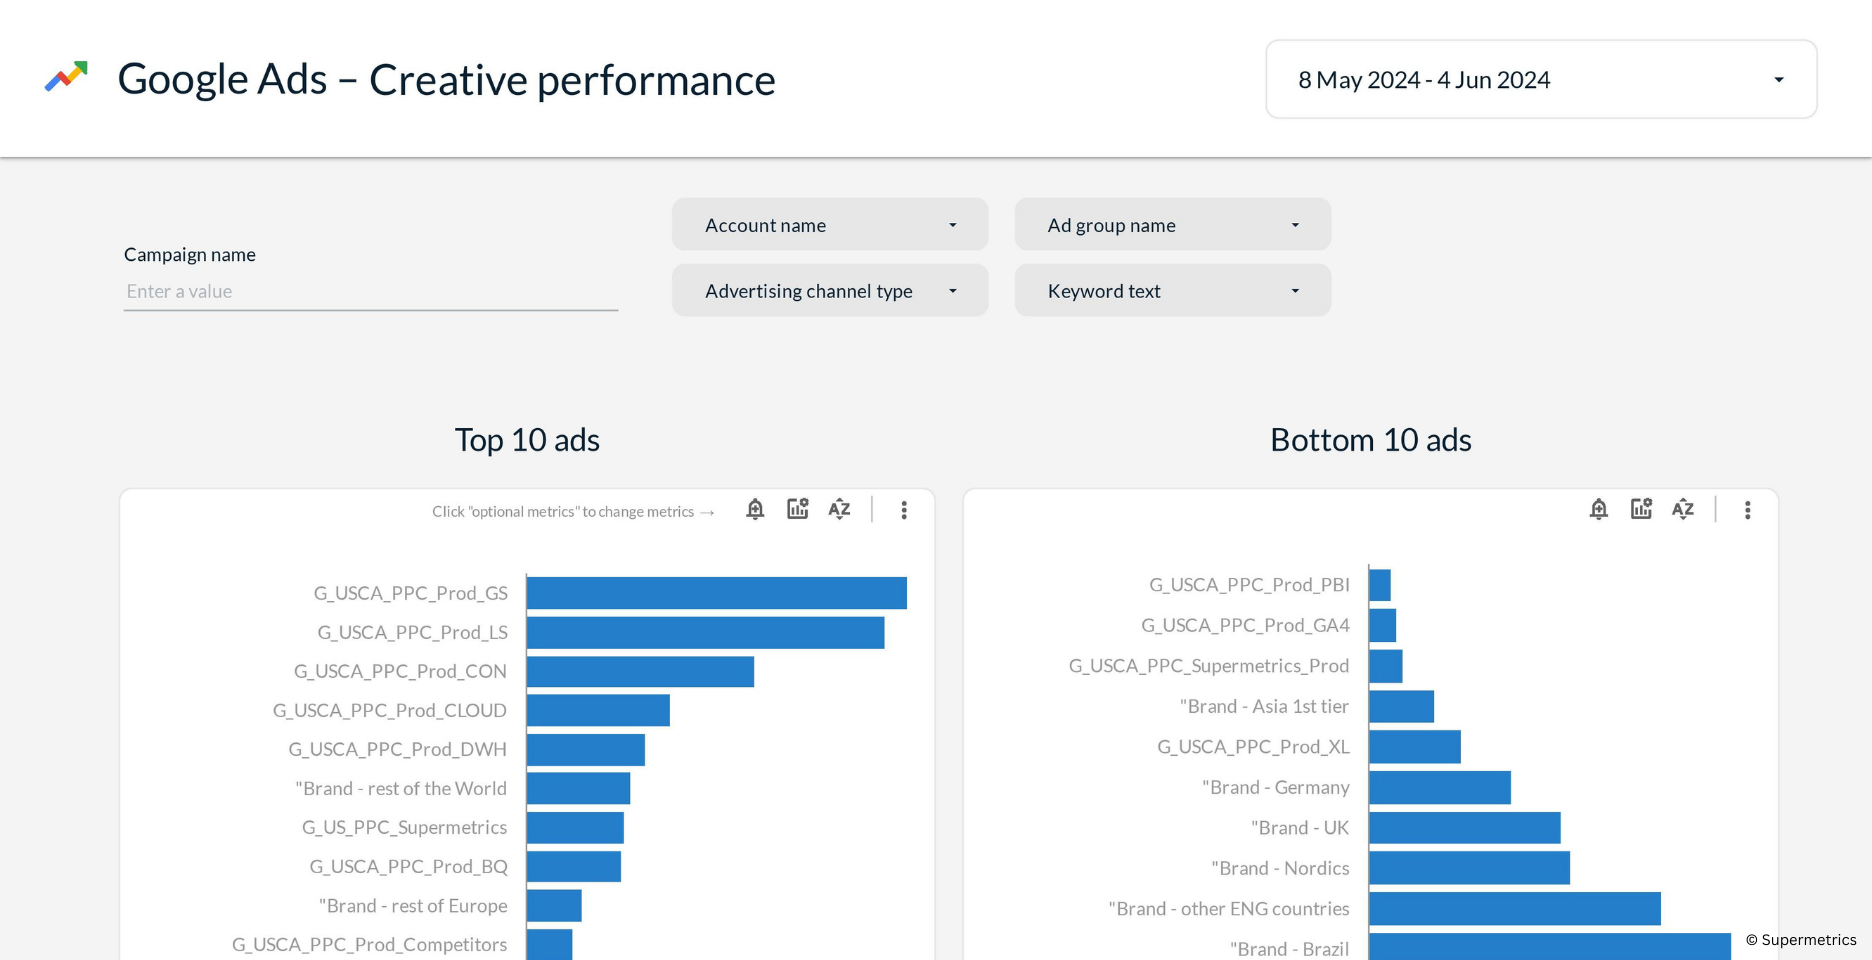 Google Ads – Creative performance
8 May 2024 - 4 Jun 2024
Campaign name
Enter a value
Account name
Ad group name
Advertising channel type
Keyword text
Top 10 ads
Click "optional metrics" to change metrics →
AZ
G_USCA_PPC_Prod_GS
G_USCA_PPC_Prod_LS
G_USCA_PPC_Prod_CON
G_USCA_PPC_Prod_CLOUD
G_USCA_PPC_Prod_DWH
"Brand - rest of the World
G_US_PPC_Supermetrics
G_USCA_PPC_Prod_BQ
"Brand - rest of Europe
G_USCA_PPC_Prod_Competitors
Bottom 10 ads
AZ
G_USCA_PPC_Prod_PBI
G_USCA_PPC_Prod_GA4
G_USCA_PPC_Supermetrics_Prod
"Brand - Asia 1st tier
G_USCA_PPC_Prod_XL
"Brand - Germany
"Brand - UK
"Brand - Nordics
"Brand - other ENG countries
"Brand - Brazil
© Supermetrics